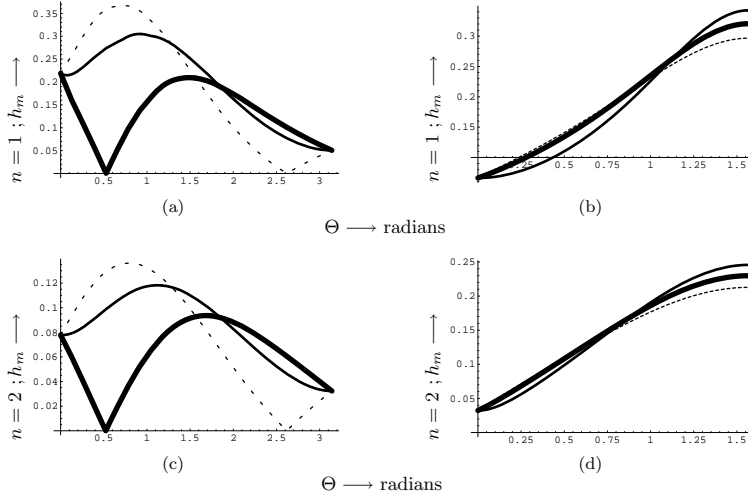 0.35
0.3
0.25
0.2
0.15
0.1
0.05
0.5 1 1.5 2 2.5 3
n = 1 ; h_m ⟶
(a)
0.35
0.3
0.25
0.2
0.15
0.25 0.5 0.75 1 1.25 1.5
n = 1 ; h_m ⟶
(b)
Θ ⟶ radians
0.12
0.1
0.08
0.06
0.04
0.02
0.5 1 1.5 2 2.5 3
n = 2 ; h_m ⟶
(c)
0.25
0.2
0.15
0.1
0.05
0.25 0.5 0.75 1 1.25 1.5
n = 2 ; h_m ⟶
(d)
Θ ⟶ radians